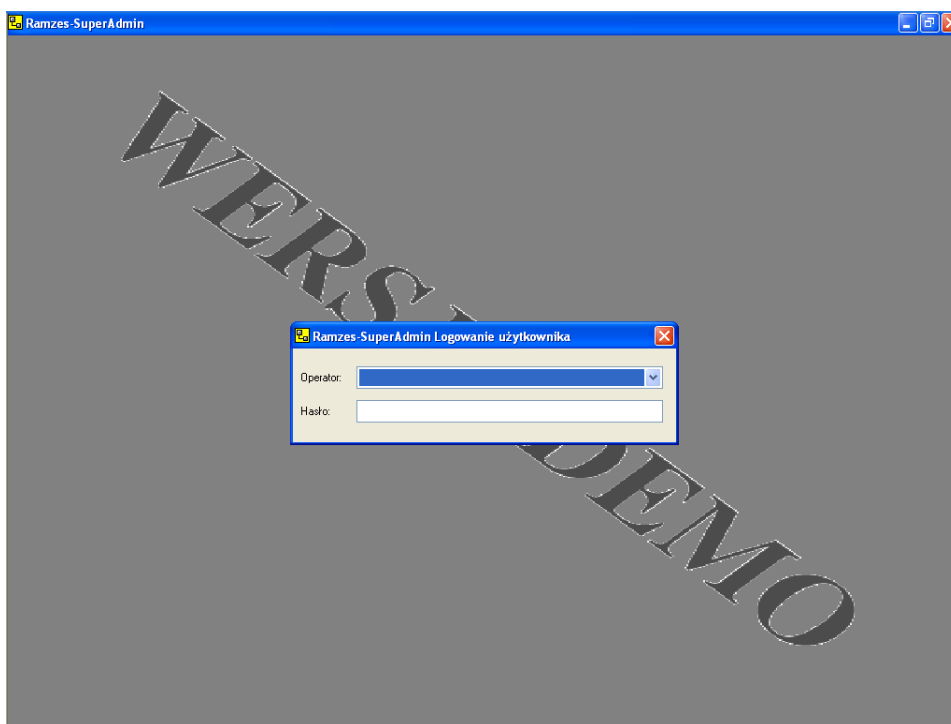 Ramzes-SuperAdmin
WERSJA DEMO
Ramzes-SuperAdmin Logowanie użytkownika
Operator:
Hasło: